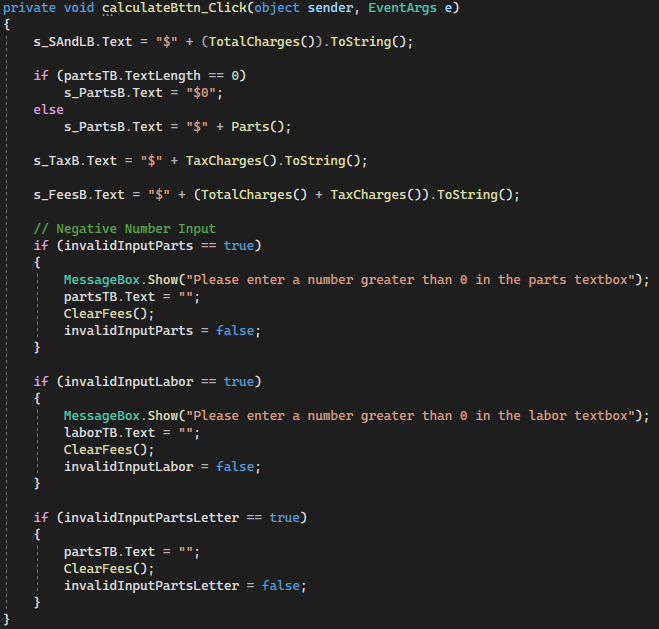 private void calculateBttn_Click(object sender, EventArgs e)
{
    s_SAndLB.Text = "$" + (TotalCharges()).ToString();

    if (partsTB.TextLength == 0)
        s_PartsB.Text = "$0";
    else
        s_PartsB.Text = "$" + Parts();

    s_TaxB.Text = "$" + TaxCharges().ToString();

    s_FeesB.Text = "$" + (TotalCharges() + TaxCharges()).ToString();

    // Negative Number Input
    if (invalidInputParts == true)
    {
        MessageBox.Show("Please enter a number greater than 0 in the parts textbox");
        partsTB.Text = "";
        ClearFees();
        invalidInputParts = false;
    }

    if (invalidInputLabor == true)
    {
        MessageBox.Show("Please enter a number greater than 0 in the labor textbox");
        laborTB.Text = "";
        ClearFees();
        invalidInputLabor = false;
    }

    if (invalidInputPartsLetter == true)
    {
        partsTB.Text = "";
        ClearFees();
        invalidInputPartsLetter = false;
    }
}